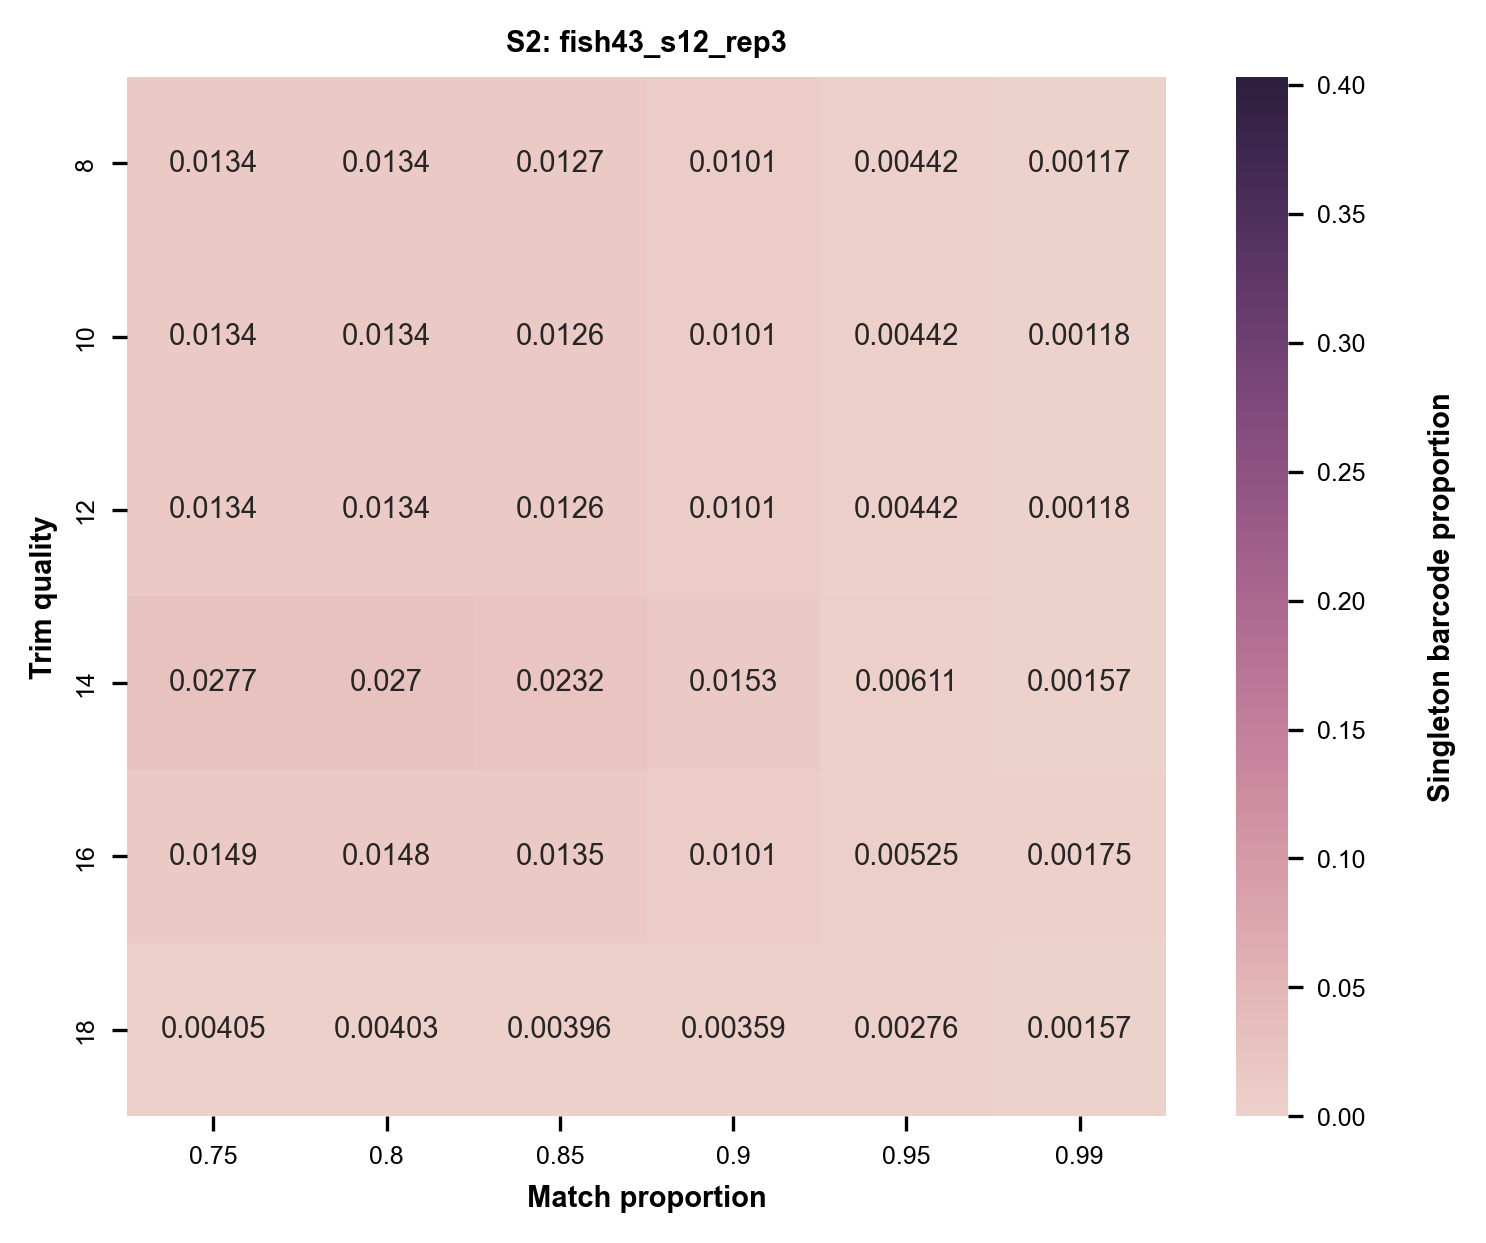 S2: fish43_s12_rep3
8 0.0134 0.0134 0.0127 0.0101 0.00442 0.00117
10 0.0134 0.0134 0.0126 0.0101 0.00442 0.00118
12 0.0134 0.0134 0.0126 0.0101 0.00442 0.00118
14 0.0277 0.027 0.0232 0.0153 0.00611 0.00157
16 0.0149 0.0148 0.0135 0.0101 0.00525 0.00175
18 0.00405 0.00403 0.00396 0.00359 0.00276 0.00157
0.75 0.8 0.85 0.9 0.95 0.99
Match proportion
Trim quality
0.40
0.35
0.30
0.25
0.20
0.15
0.10
0.05
0.00
Singleton barcode proportion